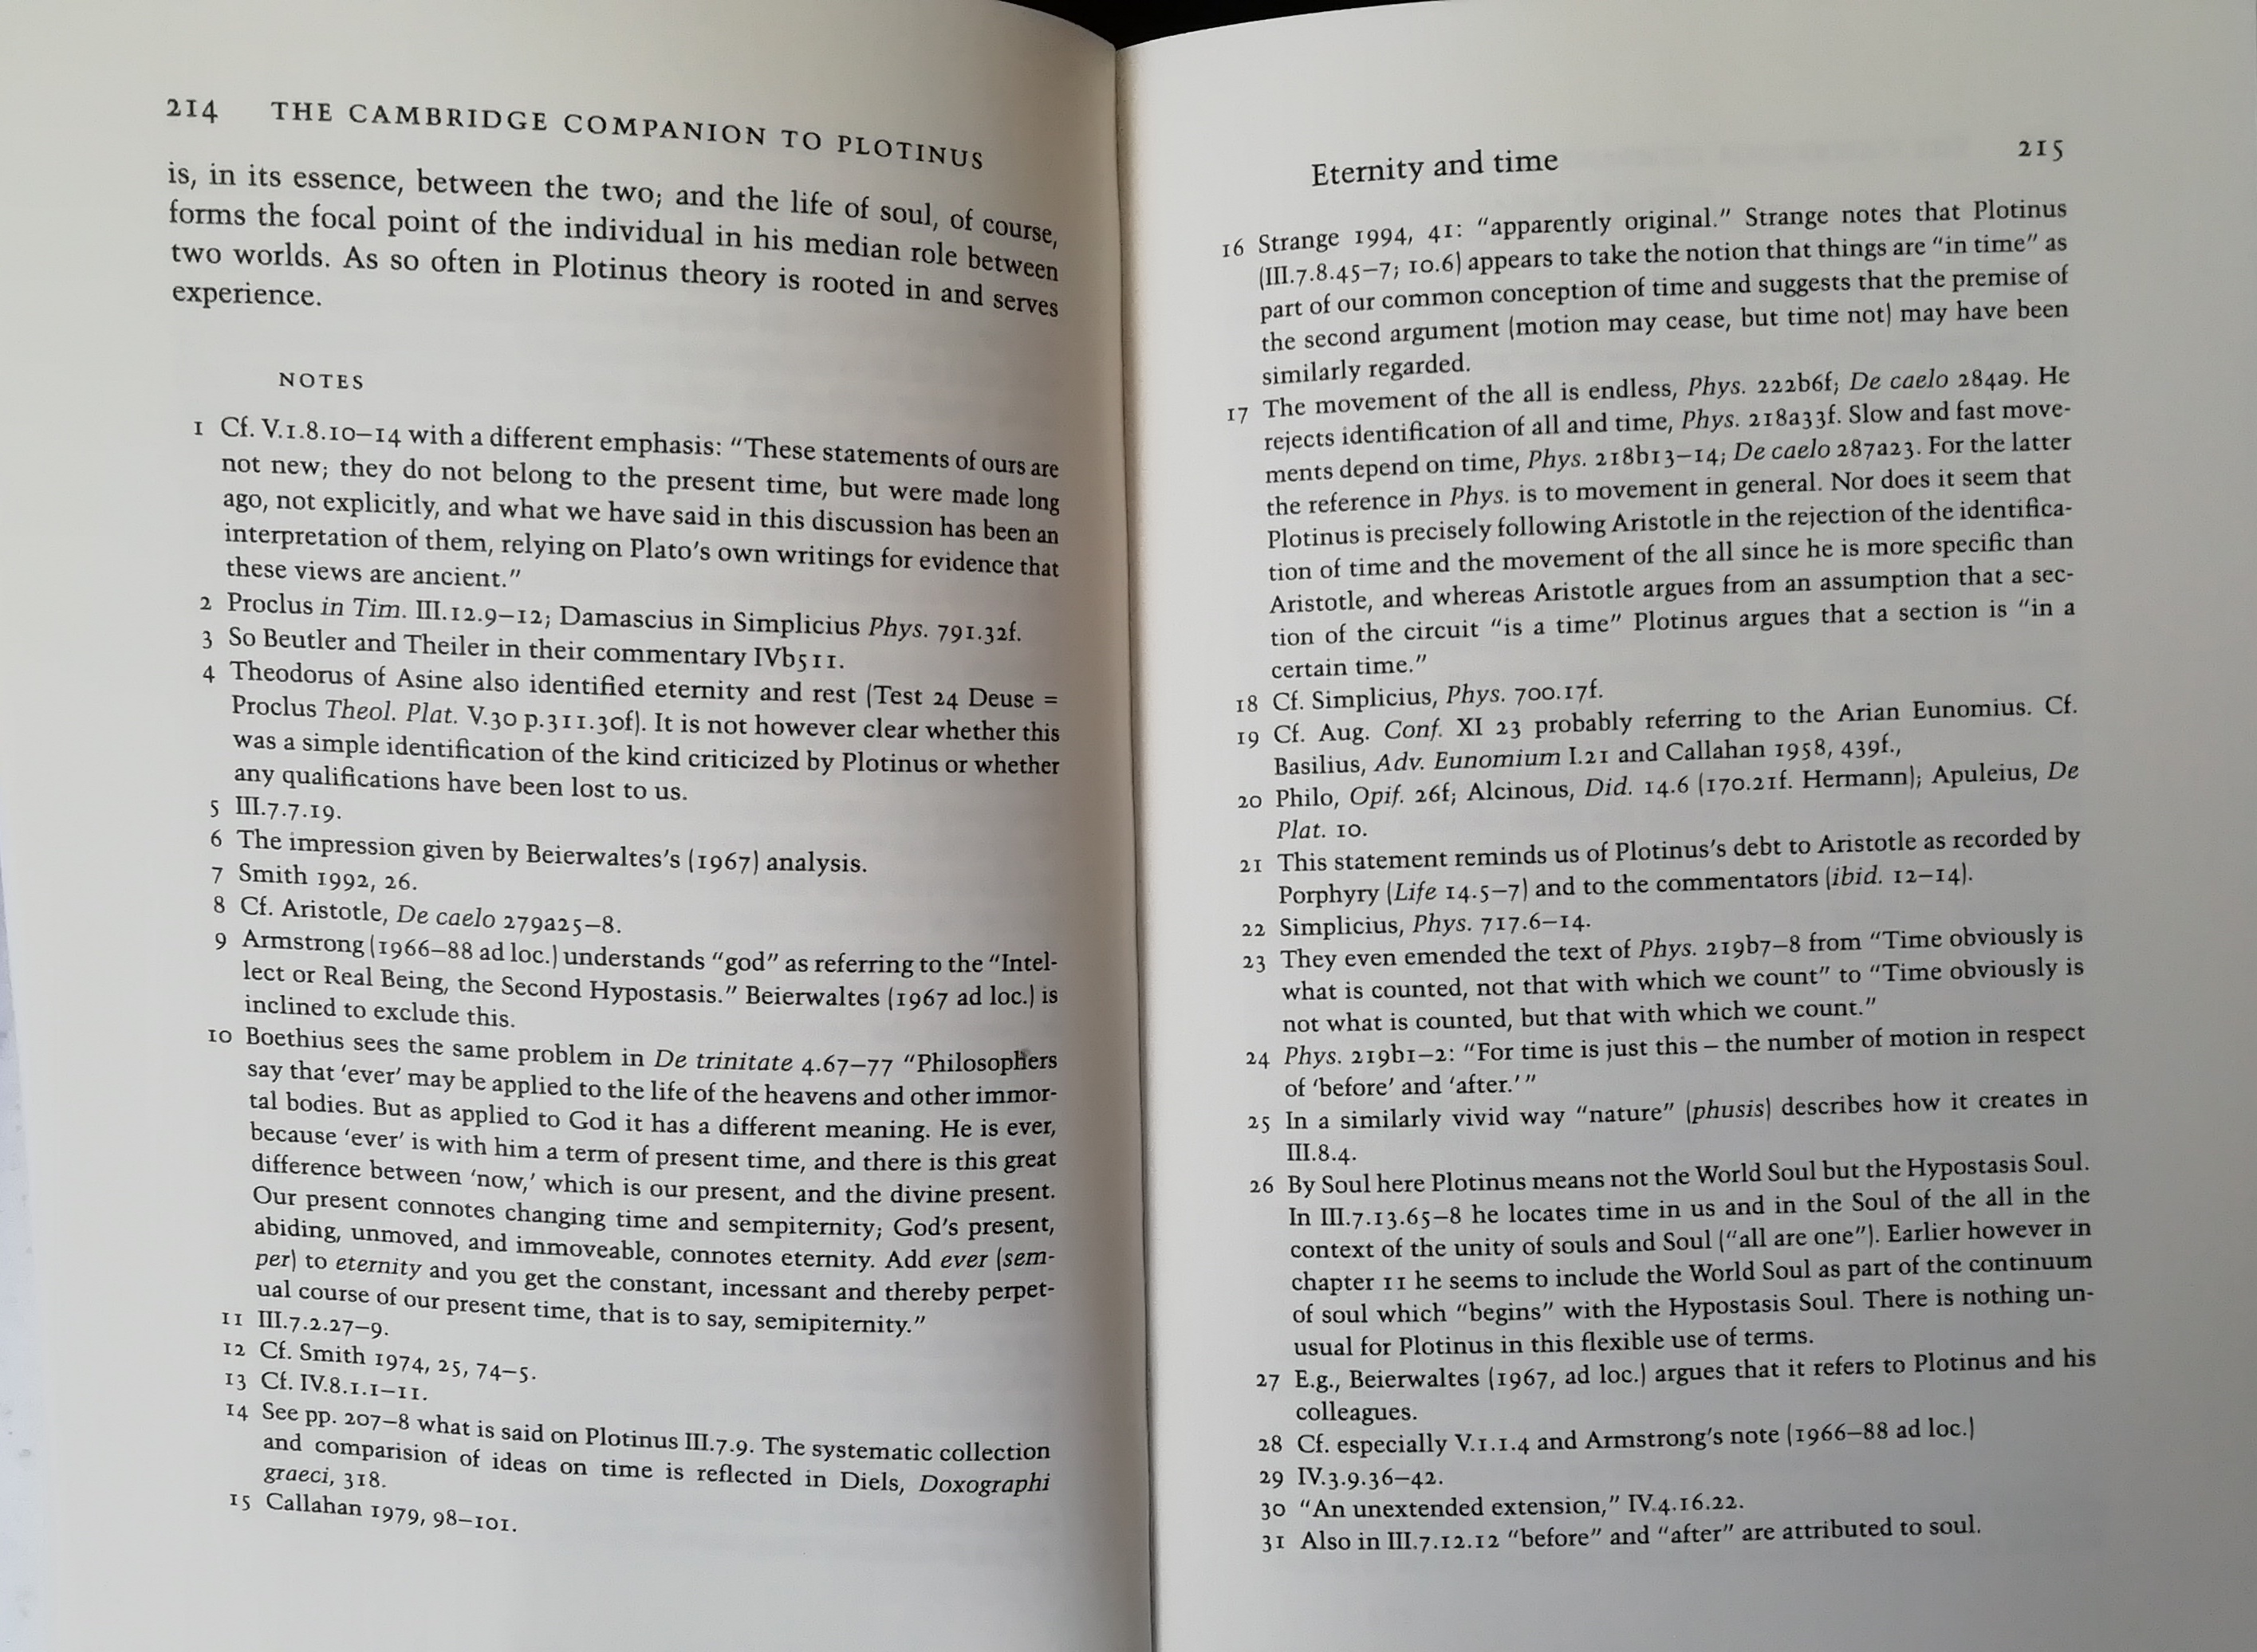 214 THE CAMBRIDGE COMPANION TO PLOTINUS
is, in its essence, between the two; and the life of soul, of course,
forms the focal point of the individual in his median role between
two worlds. As so often in Plotinus theory is rooted in and serves
experience.
NOTES
1 Cf. V.1.8.10–14 with a different emphasis: “These statements of ours are
not new; they do not belong to the present time, but were made long
ago, not explicitly, and what we have said in this discussion has been an
interpretation of them, relying on Plato’s own writings for evidence that
these views are ancient.”
2 Proclus in Tim. III.12.9–12; Damascius in Simplicius Phys. 791.32f.
3 So Beutler and Theiler in their commentary IVb511.
4 Theodorus of Asine also identified eternity and rest (Test 24 Deuse =
Proclus Theol. Plat. V.30 p.311.30f). It is not however clear whether this
was a simple identification of the kind criticized by Plotinus or whether
any qualifications have been lost to us.
5 III.7.7.19.
6 The impression given by Beierwaltes’s (1967) analysis.
7 Smith 1992, 26.
8 Cf. Aristotle, De caelo 279a25–8.
9 Armstrong (1966–88 ad loc.) understands “god” as referring to the “Intel-
lect or Real Being, the Second Hypostasis.” Beierwaltes (1967 ad loc.) is
inclined to exclude this.
10 Boethius sees the same problem in De trinitate 4.67–77 “Philosophers
say that ‘ever’ may be applied to the life of the heavens and other immor-
tal bodies. But as applied to God it has a different meaning. He is ever,
because ‘ever’ is with him a term of present time, and there is this great
difference between ‘now,’ which is our present, and the divine present.
Our present connotes changing time and sempiternity; God’s present,
abiding, unmoved, and immoveable, connotes eternity. Add ever (sem-
per) to eternity and you get the constant, incessant and thereby perpet-
ual course of our present time, that is to say, semipiternity.”
11 III.7.2.27–9.
12 Cf. Smith 1974, 25, 74–5.
13 Cf. IV.8.1.1–11.
14 See pp. 207–8 what is said on Plotinus III.7.9. The systematic collection
and comparision of ideas on time is reflected in Diels, Doxographi
graeci, 318.
15 Callahan 1979, 98–101.
Eternity and time 215
16 Strange 1994, 41: “apparently original.” Strange notes that Plotinus
(III.7.8.45–7; 10.6) appears to take the notion that things are “in time” as
part of our common conception of time and suggests that the premise of
the second argument (motion may cease, but time not) may have been
similarly regarded.
17 The movement of the all is endless, Phys. 222b6f; De caelo 284a9. He
rejects identification of all and time, Phys. 218a33f. Slow and fast move-
ments depend on time, Phys. 218b13–14; De caelo 287a23. For the latter
the reference in Phys. is to movement in general. Nor does it seem that
Plotinus is precisely following Aristotle in the rejection of the identifica-
tion of time and the movement of the all since he is more specific than
Aristotle, and whereas Aristotle argues from an assumption that a sec-
tion of the circuit “is a time” Plotinus argues that a section is “in a
certain time.”
18 Cf. Simplicius, Phys. 700.17f.
19 Cf. Aug. Conf. XI 23 probably referring to the Arian Eunomius. Cf.
Basilius, Adv. Eunomium I.21 and Callahan 1958, 439f.,
20 Philo, Opif. 26f; Alcinous, Did. 14.6 (170.21f. Hermann); Apuleius, De
Plat. 10.
21 This statement reminds us of Plotinus’s debt to Aristotle as recorded by
Porphyry (Life 14.5–7) and to the commentators (ibid. 12–14).
22 Simplicius, Phys. 717.6–14.
23 They even emended the text of Phys. 219b7–8 from “Time obviously is
what is counted, not that with which we count” to “Time obviously is
not what is counted, but that with which we count.”
24 Phys. 219b1–2: “For time is just this – the number of motion in respect
of ‘before’ and ‘after.’”
25 In a similarly vivid way “nature” (phusis) describes how it creates in
III.8.4.
26 By Soul here Plotinus means not the World Soul but the Hypostasis Soul.
In III.7.13.65–8 he locates time in us and in the Soul of the all in the
context of the unity of souls and Soul (“all are one”). Earlier however in
chapter 11 he seems to include the World Soul as part of the continuum
of soul which “begins” with the Hypostasis Soul. There is nothing un-
usual for Plotinus in this flexible use of terms.
27 E.g., Beierwaltes (1967, ad loc.) argues that it refers to Plotinus and his
colleagues.
28 Cf. especially V.1.1.4 and Armstrong’s note (1966–88 ad loc.)
29 IV.3.9.36–42.
30 “An unextended extension,” IV.4.16.22.
31 Also in III.7.12.12 “before” and “after” are attributed to soul.